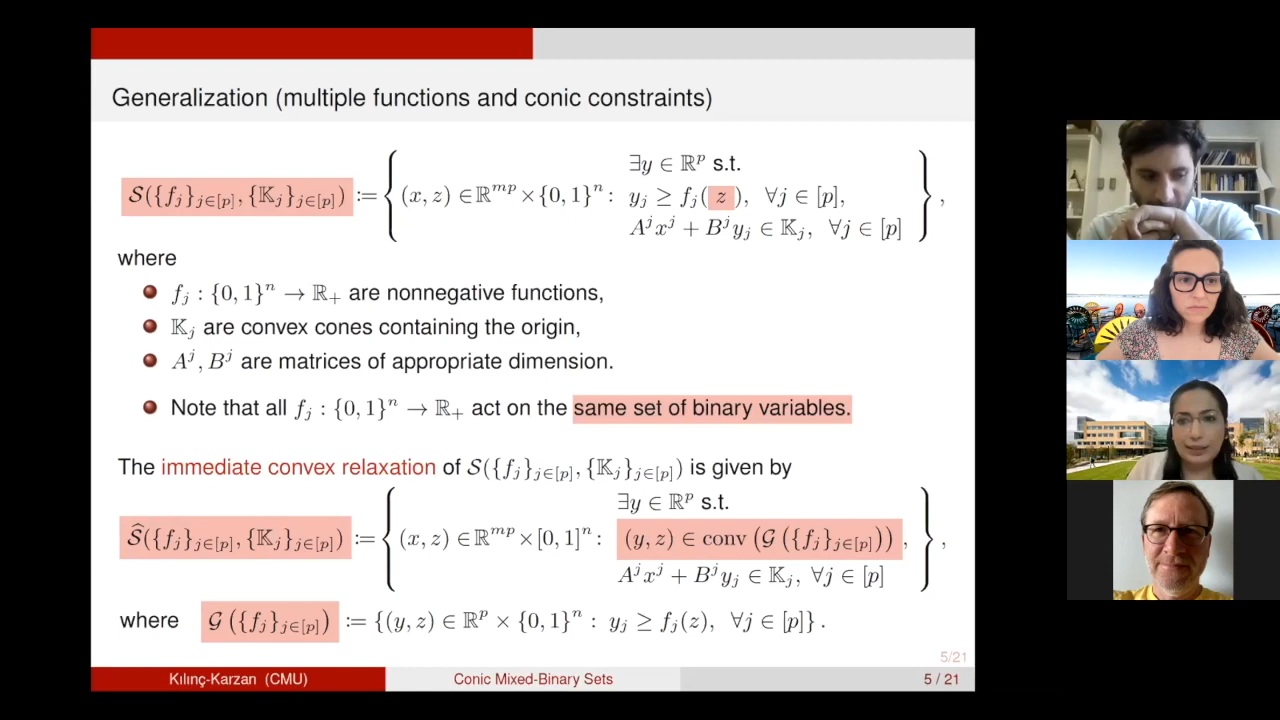 Generalization (multiple functions and conic constraints)
∃y ∈ ℝᵖ s.t.
𝒮({f_j}_{j∈[p]}, {𝕂_j}_{j∈[p]}) := { (x, z) ∈ ℝ^{mp} × {0, 1}ⁿ : y_j ≥ f_j( z ), ∀j ∈ [p], } ,
A^j x^j + B^j y_j ∈ 𝕂_j, ∀j ∈ [p]
where
f_j : {0, 1}ⁿ → ℝ₊ are nonnegative functions,
𝕂_j are convex cones containing the origin,
A^j, B^j are matrices of appropriate dimension.
Note that all f_j : {0, 1}ⁿ → ℝ₊ act on the same set of binary variables.
The immediate convex relaxation of 𝒮({f_j}_{j∈[p]}, {𝕂_j}_{j∈[p]}) is given by
∃y ∈ ℝᵖ s.t.
𝒮̂({f_j}_{j∈[p]}, {𝕂_j}_{j∈[p]}) := { (x, z) ∈ ℝ^{mp} × [0, 1]ⁿ : (y, z) ∈ conv (𝒢 ({f_j}_{j∈[p]})) , } ,
A^j x^j + B^j y_j ∈ 𝕂_j, ∀j ∈ [p]
where 𝒢 ({f_j}_{j∈[p]}) := {(y, z) ∈ ℝᵖ × {0, 1}ⁿ : y_j ≥ f_j(z), ∀j ∈ [p]} .
5/21
Kılınç-Karzan (CMU) Conic Mixed-Binary Sets 5 / 21